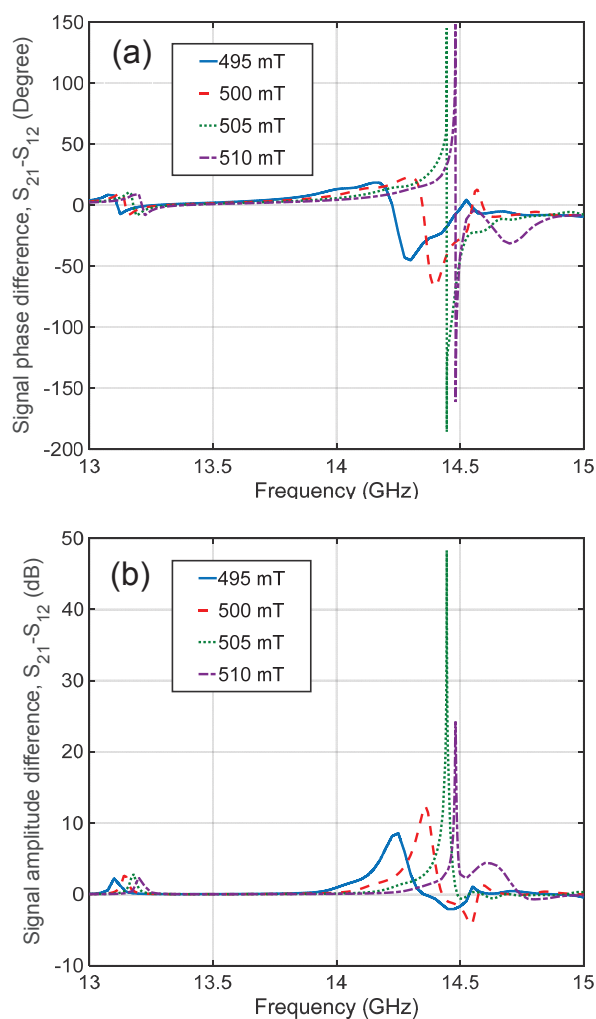 Signal phase difference, S21-S12 (Degree)
(a)
495 mT
500 mT
505 mT
510 mT
150
100
50
0
-50
-100
-150
-200
13
13.5
14
14.5
15
Frequency (GHz)
Signal amplitude difference, S21-S12 (dB)
(b)
495 mT
500 mT
505 mT
510 mT
50
40
30
20
10
0
-10
13
13.5
14
14.5
15
Frequency (GHz)